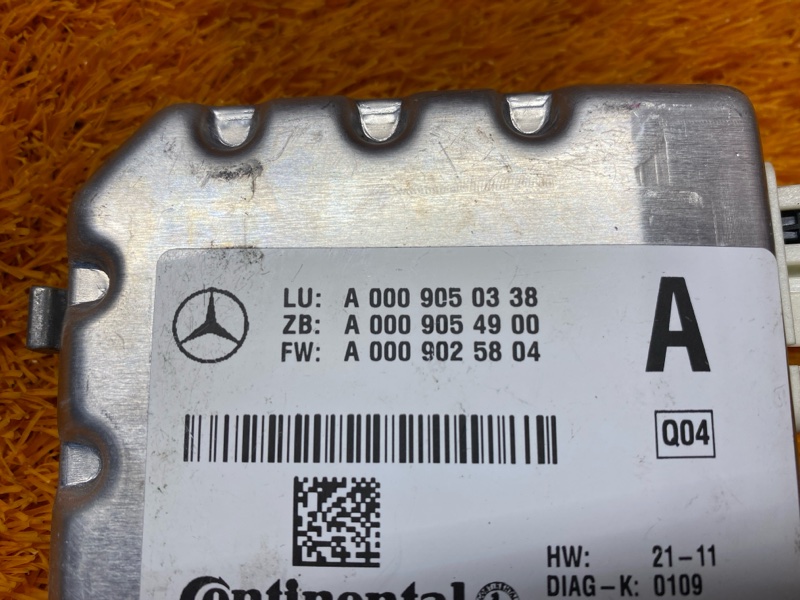 LU: A 000 905 03 38
ZB: A 000 905 49 00
FW: A 000 902 58 04
A
Q04
HW: 21-11
DIAG-K: 0109
Continental